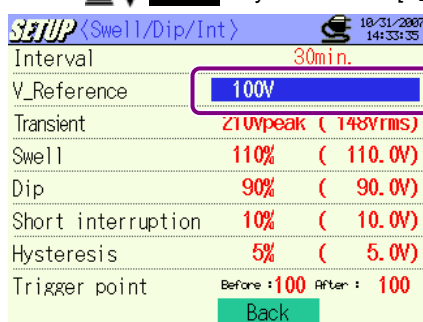 SETUP〈Swell/Dip/Int〉 10/31/2007
14:33:35
Interval 30min.
V_Reference 100V
Transient 210Vpeak ( 148Vrms)
Swell 110% ( 110.0V)
Dip 90% ( 90.0V)
Short interruption 10% ( 10.0V)
Hysteresis 5% ( 5.0V)
Trigger point Before :100 After : 100
Back